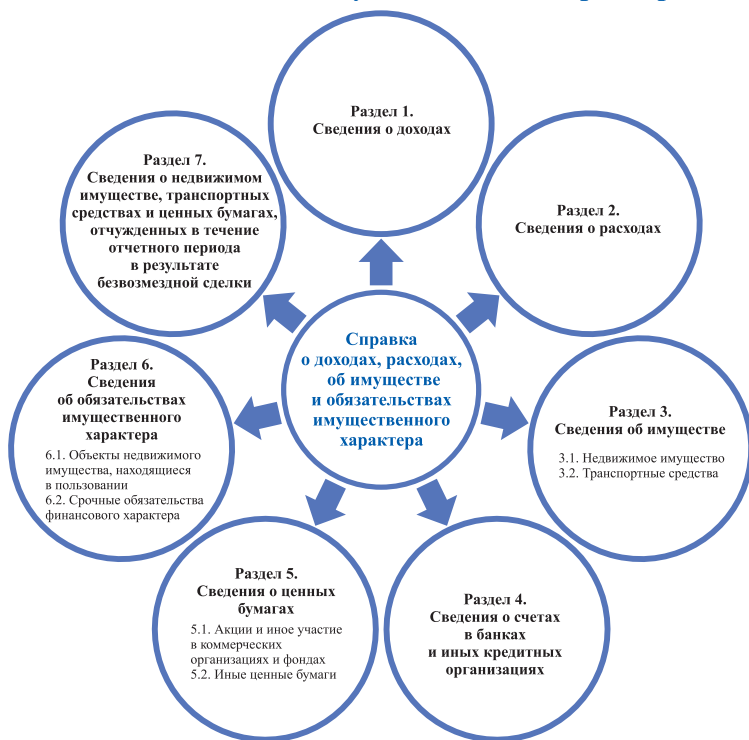 Раздел 1.
Сведения о доходах
Раздел 2.
Сведения о расходах
Раздел 3.
Сведения об имуществе
3.1. Недвижимое имущество
3.2. Транспортные средства
Раздел 4.
Сведения о счетах
в банках
и иных кредитных
организациях
Раздел 5.
Сведения о ценных
бумагах
5.1. Акции и иное участие
в коммерческих
организациях и фондах
5.2. Иные ценные бумаги
Раздел 6.
Сведения
об обязательствах
имущественного
характера
6.1. Объекты недвижимого
имущества, находящиеся
в пользовании
6.2. Срочные обязательства
финансового характера
Раздел 7.
Сведения о недвижимом
имуществе, транспортных
средствах и ценных бумагах,
отчужденных в течение
отчетного периода
в результате
безвозмездной сделки
Справка
о доходах, расходах,
об имуществе
и обязательствах
имущественного
характера